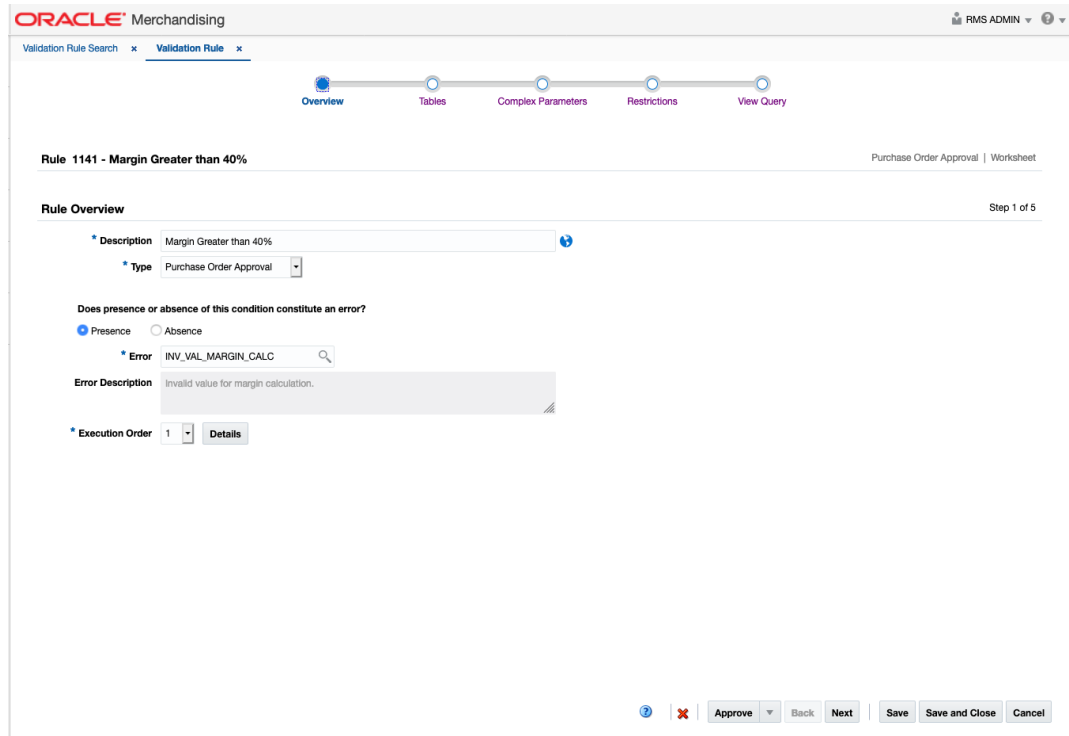 ORACLE® Merchandising
RMS ADMIN
Validation Rule Search × Validation Rule ×
Overview Tables Complex Parameters Restrictions View Query
Rule 1141 - Margin Greater than 40% Purchase Order Approval | Worksheet
Rule Overview Step 1 of 5
* Description Margin Greater than 40%
* Type Purchase Order Approval
Does presence or absence of this condition constitute an error?
Presence Absence
* Error INV_VAL_MARGIN_CALC
Error Description Invalid value for margin calculation.
* Execution Order 1 Details
Approve Back Next Save Save and Close Cancel